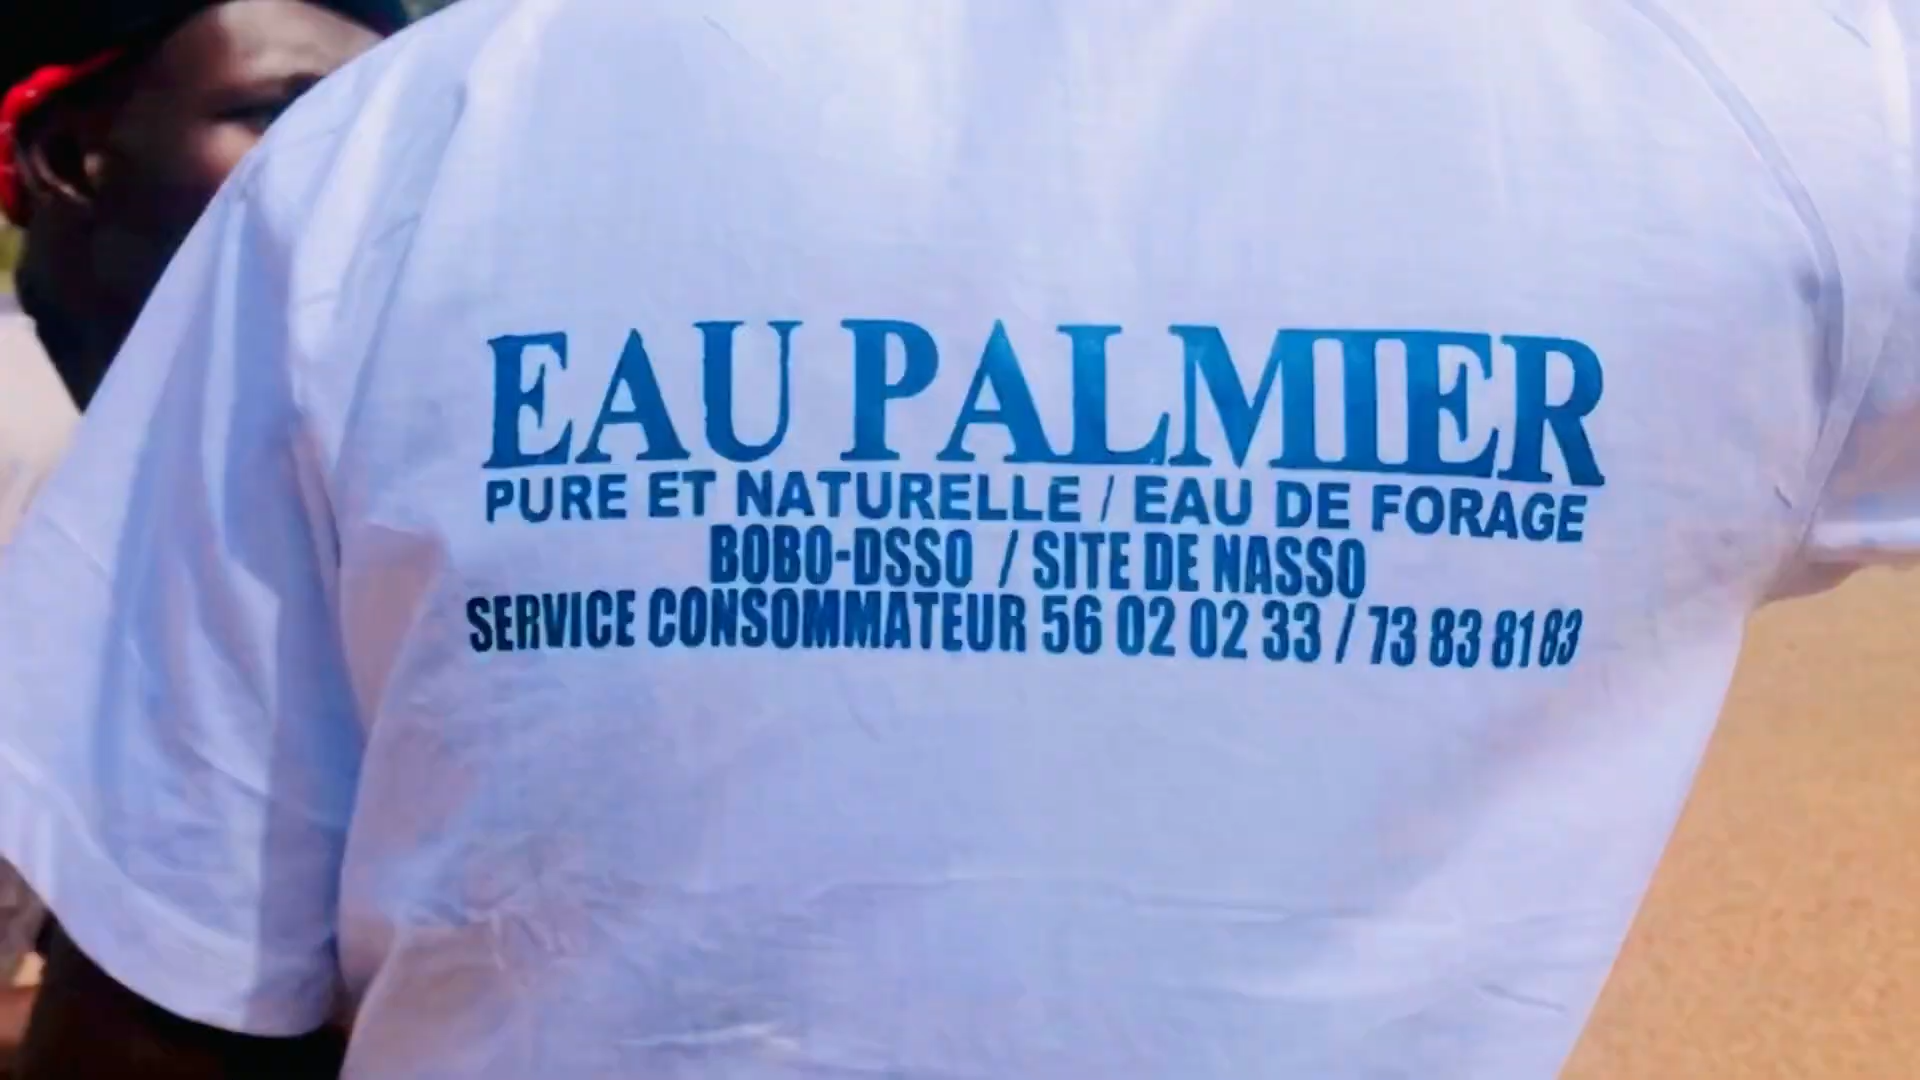 EAU PALMIER
PURE ET NATURELLE / EAU DE FORAGE
BOBO-DSSO / SITE DE NASSO
SERVICE CONSOMMATEUR 56 02 02 33 / 73 83 81 83